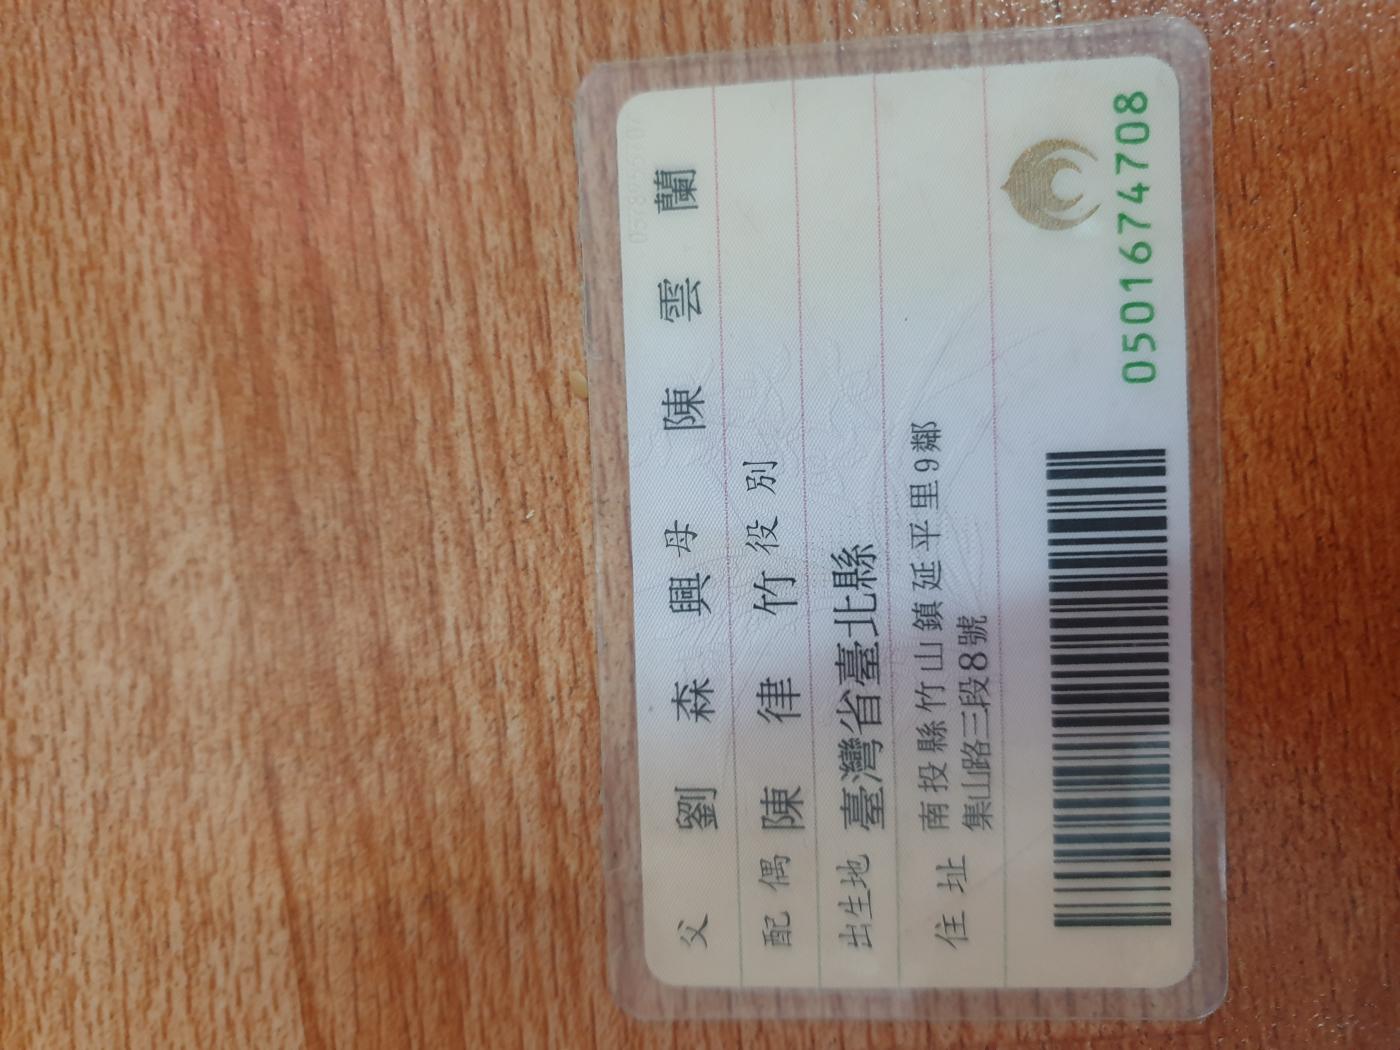 父 劉森興 母 陳雲蘭
配偶 陳律竹 役別
出生地 臺灣省臺北縣
住址 南投縣竹山鎮延平里9鄰
集山路三段8號
0501674708